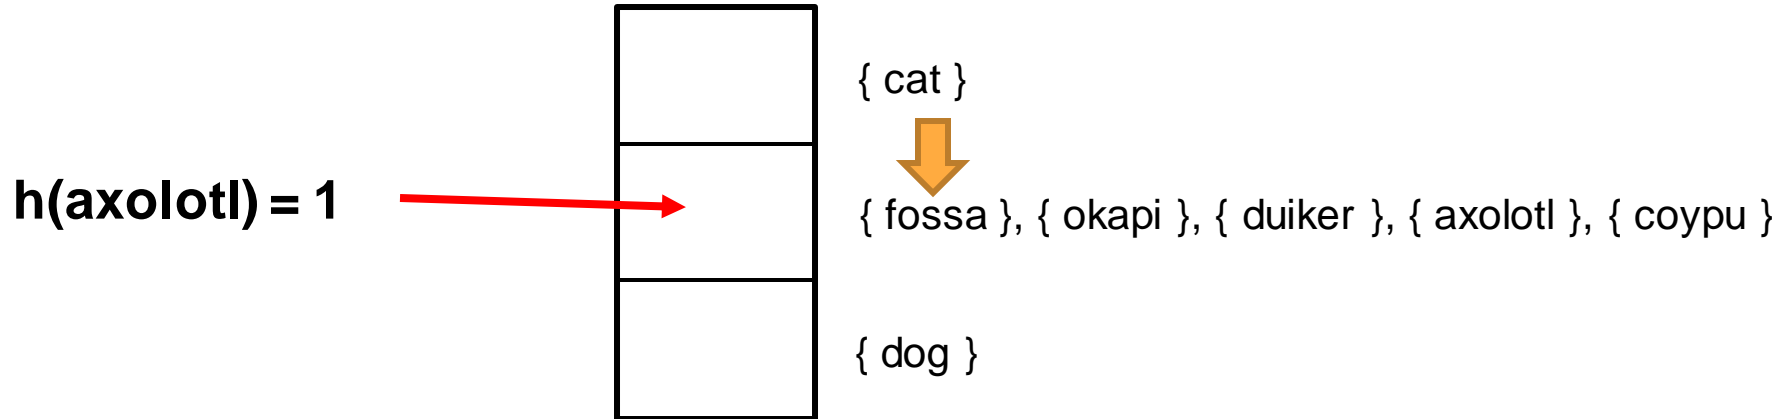 { cat }
h(axolotl) = 1
{ fossa }, { okapi }, { duiker }, { axolotl }, { coypu }
{ dog }